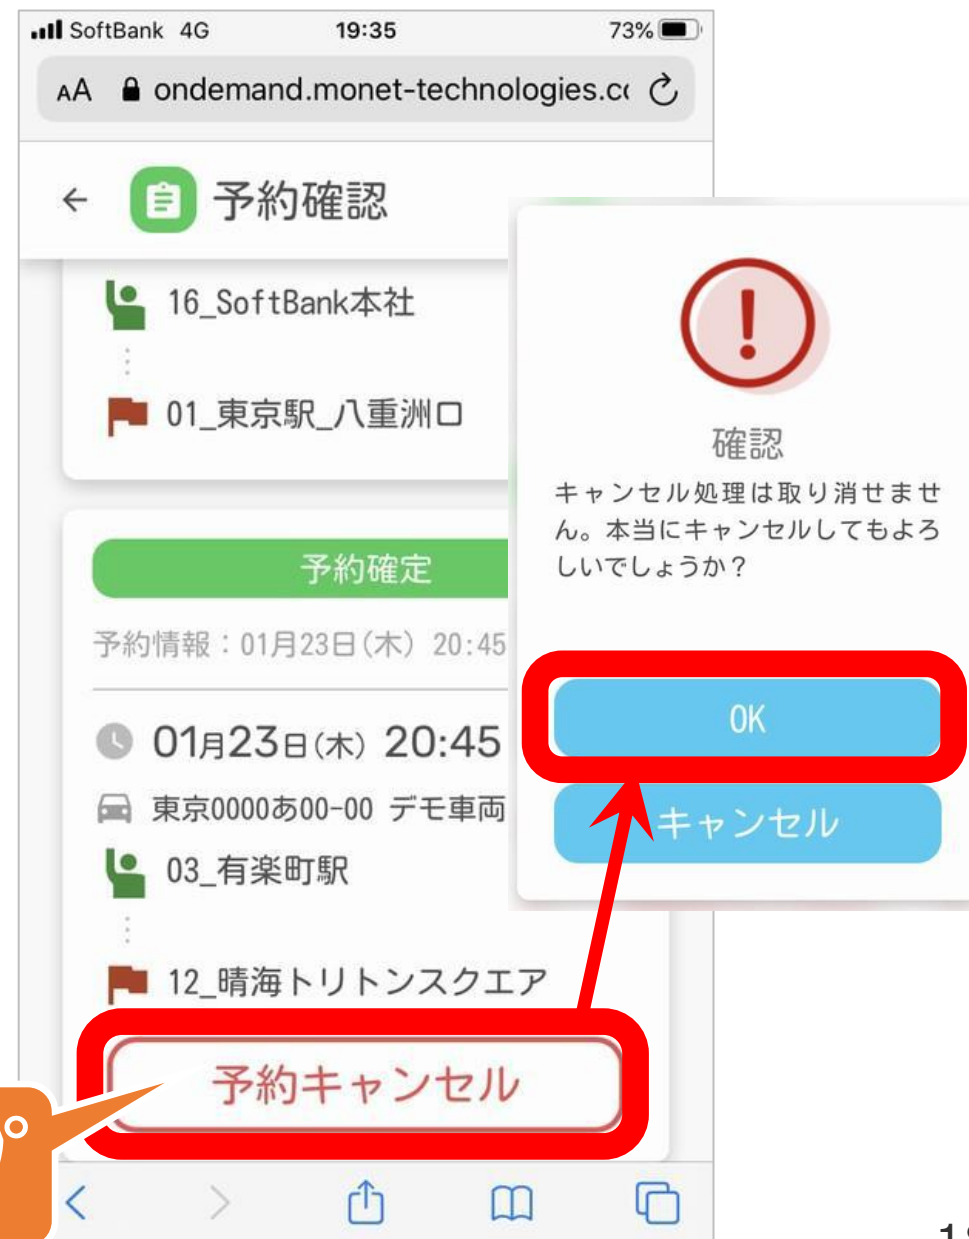 SoftBank 4G 19:35 73%
AA ondemand.monet-technologies.c
予約確認
16_SoftBank本社
01_東京駅_八重洲口
予約確定
予約情報：01月23日(木) 20:45
01月23日(木) 20:45
東京0000あ00-00 デモ車両
03_有楽町駅
12_晴海トリトンスクエア
予約キャンセル
確認
キャンセル処理は取り消せませ
ん。本当にキャンセルしてもよろ
しいでしょうか？
OK
キャンセル